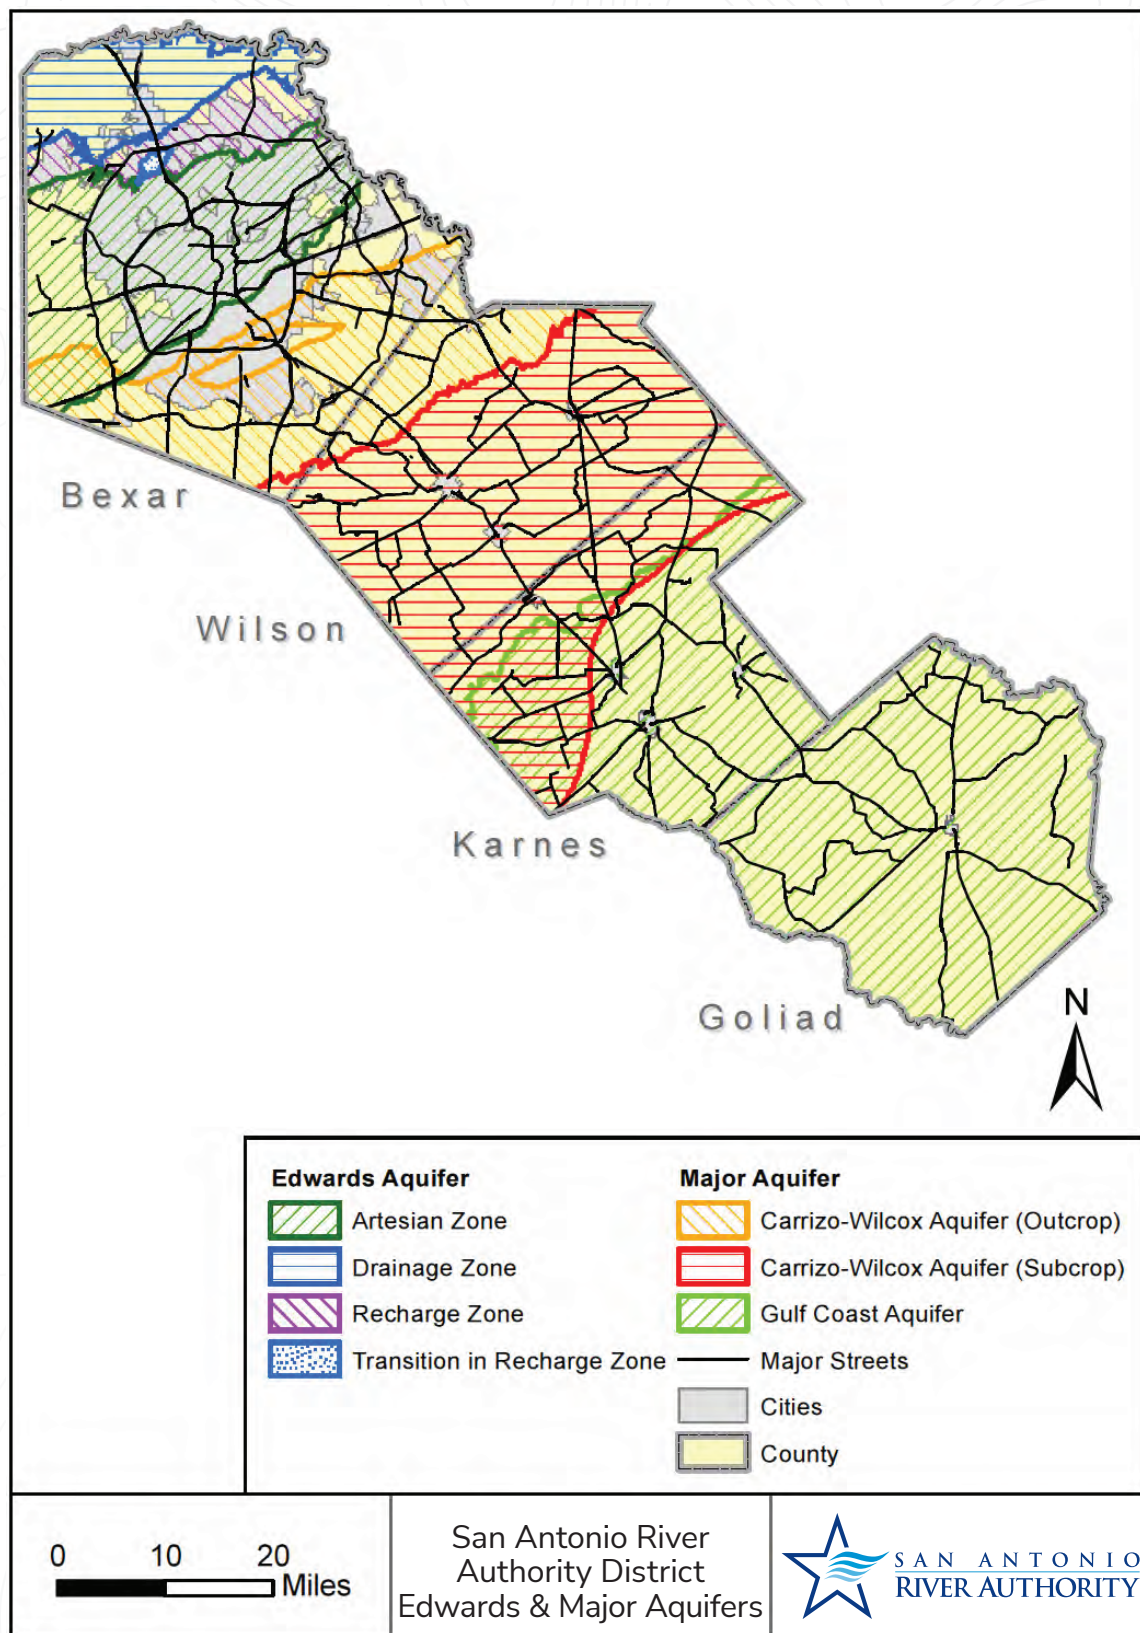 Bexar
Wilson
Karnes
Goliad
N
Edwards Aquifer
Artesian Zone
Drainage Zone
Recharge Zone
Transition in Recharge Zone
Major Aquifer
Carrizo-Wilcox Aquifer (Outcrop)
Carrizo-Wilcox Aquifer (Subcrop)
Gulf Coast Aquifer
Major Streets
Cities
County
0 10 20
Miles
San Antonio River
Authority District
Edwards & Major Aquifers
SAN ANTONIO
RIVER AUTHORITY